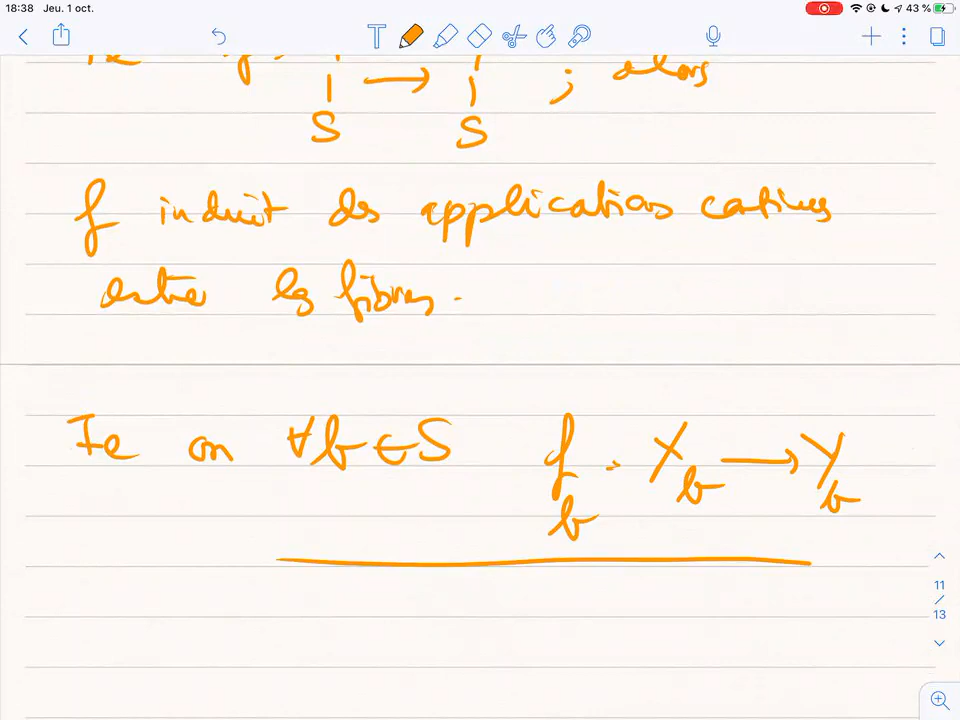 18:38 Jeu. 1 oct. 43 %
S → S ; alors
f induit des applications continues
entre les fibres.
Ie on ∀b∈S f_b : X_b → Y_b
11
/
13